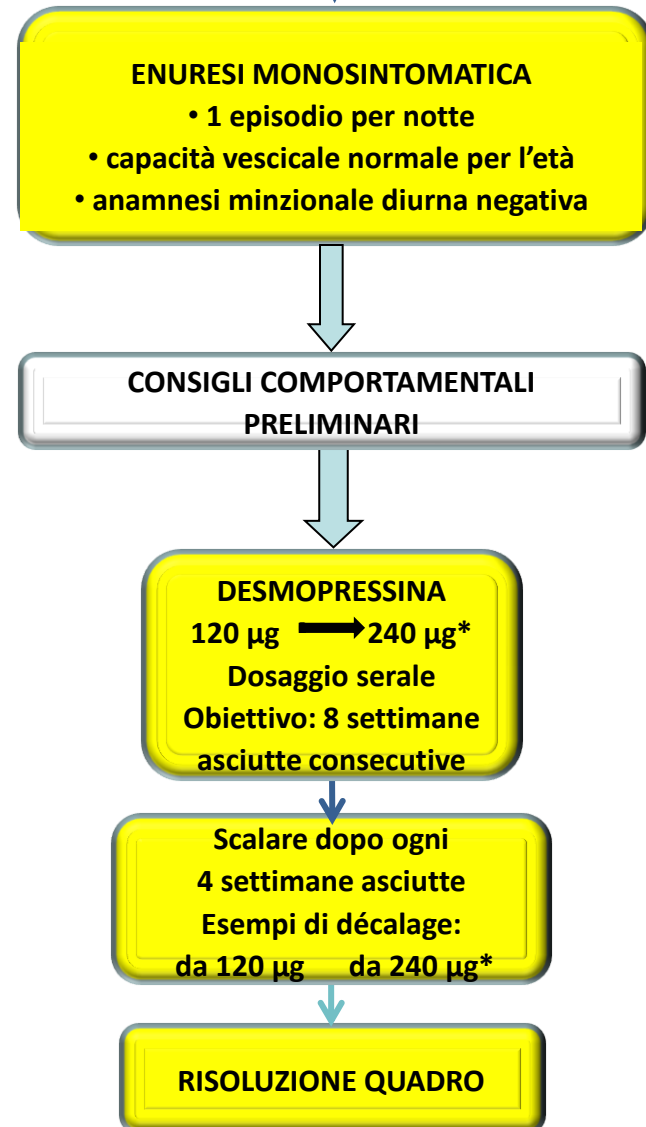 ENURESI MONOSINTOMATICA
• 1 episodio per notte
• capacità vescicale normale per l’età
• anamnesi minzionale diurna negativa
CONSIGLI COMPORTAMENTALI
PRELIMINARI
DESMOPRESSINA
120 µg 240 µg*
Dosaggio serale
Obiettivo: 8 settimane
asciutte consecutive
Scalare dopo ogni
4 settimane asciutte
Esempi di décalage:
da 120 µg da 240 µg*
RISOLUZIONE QUADRO